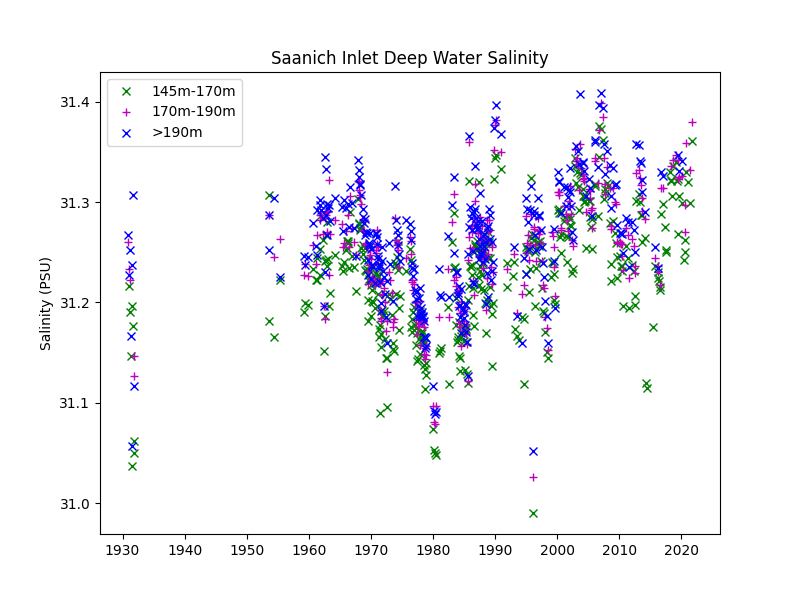 Saanich Inlet Deep Water Salinity
145m-170m
170m-190m
>190m
Salinity (PSU)
31.4
31.3
31.2
31.1
31.0
1930 1940 1950 1960 1970 1980 1990 2000 2010 2020